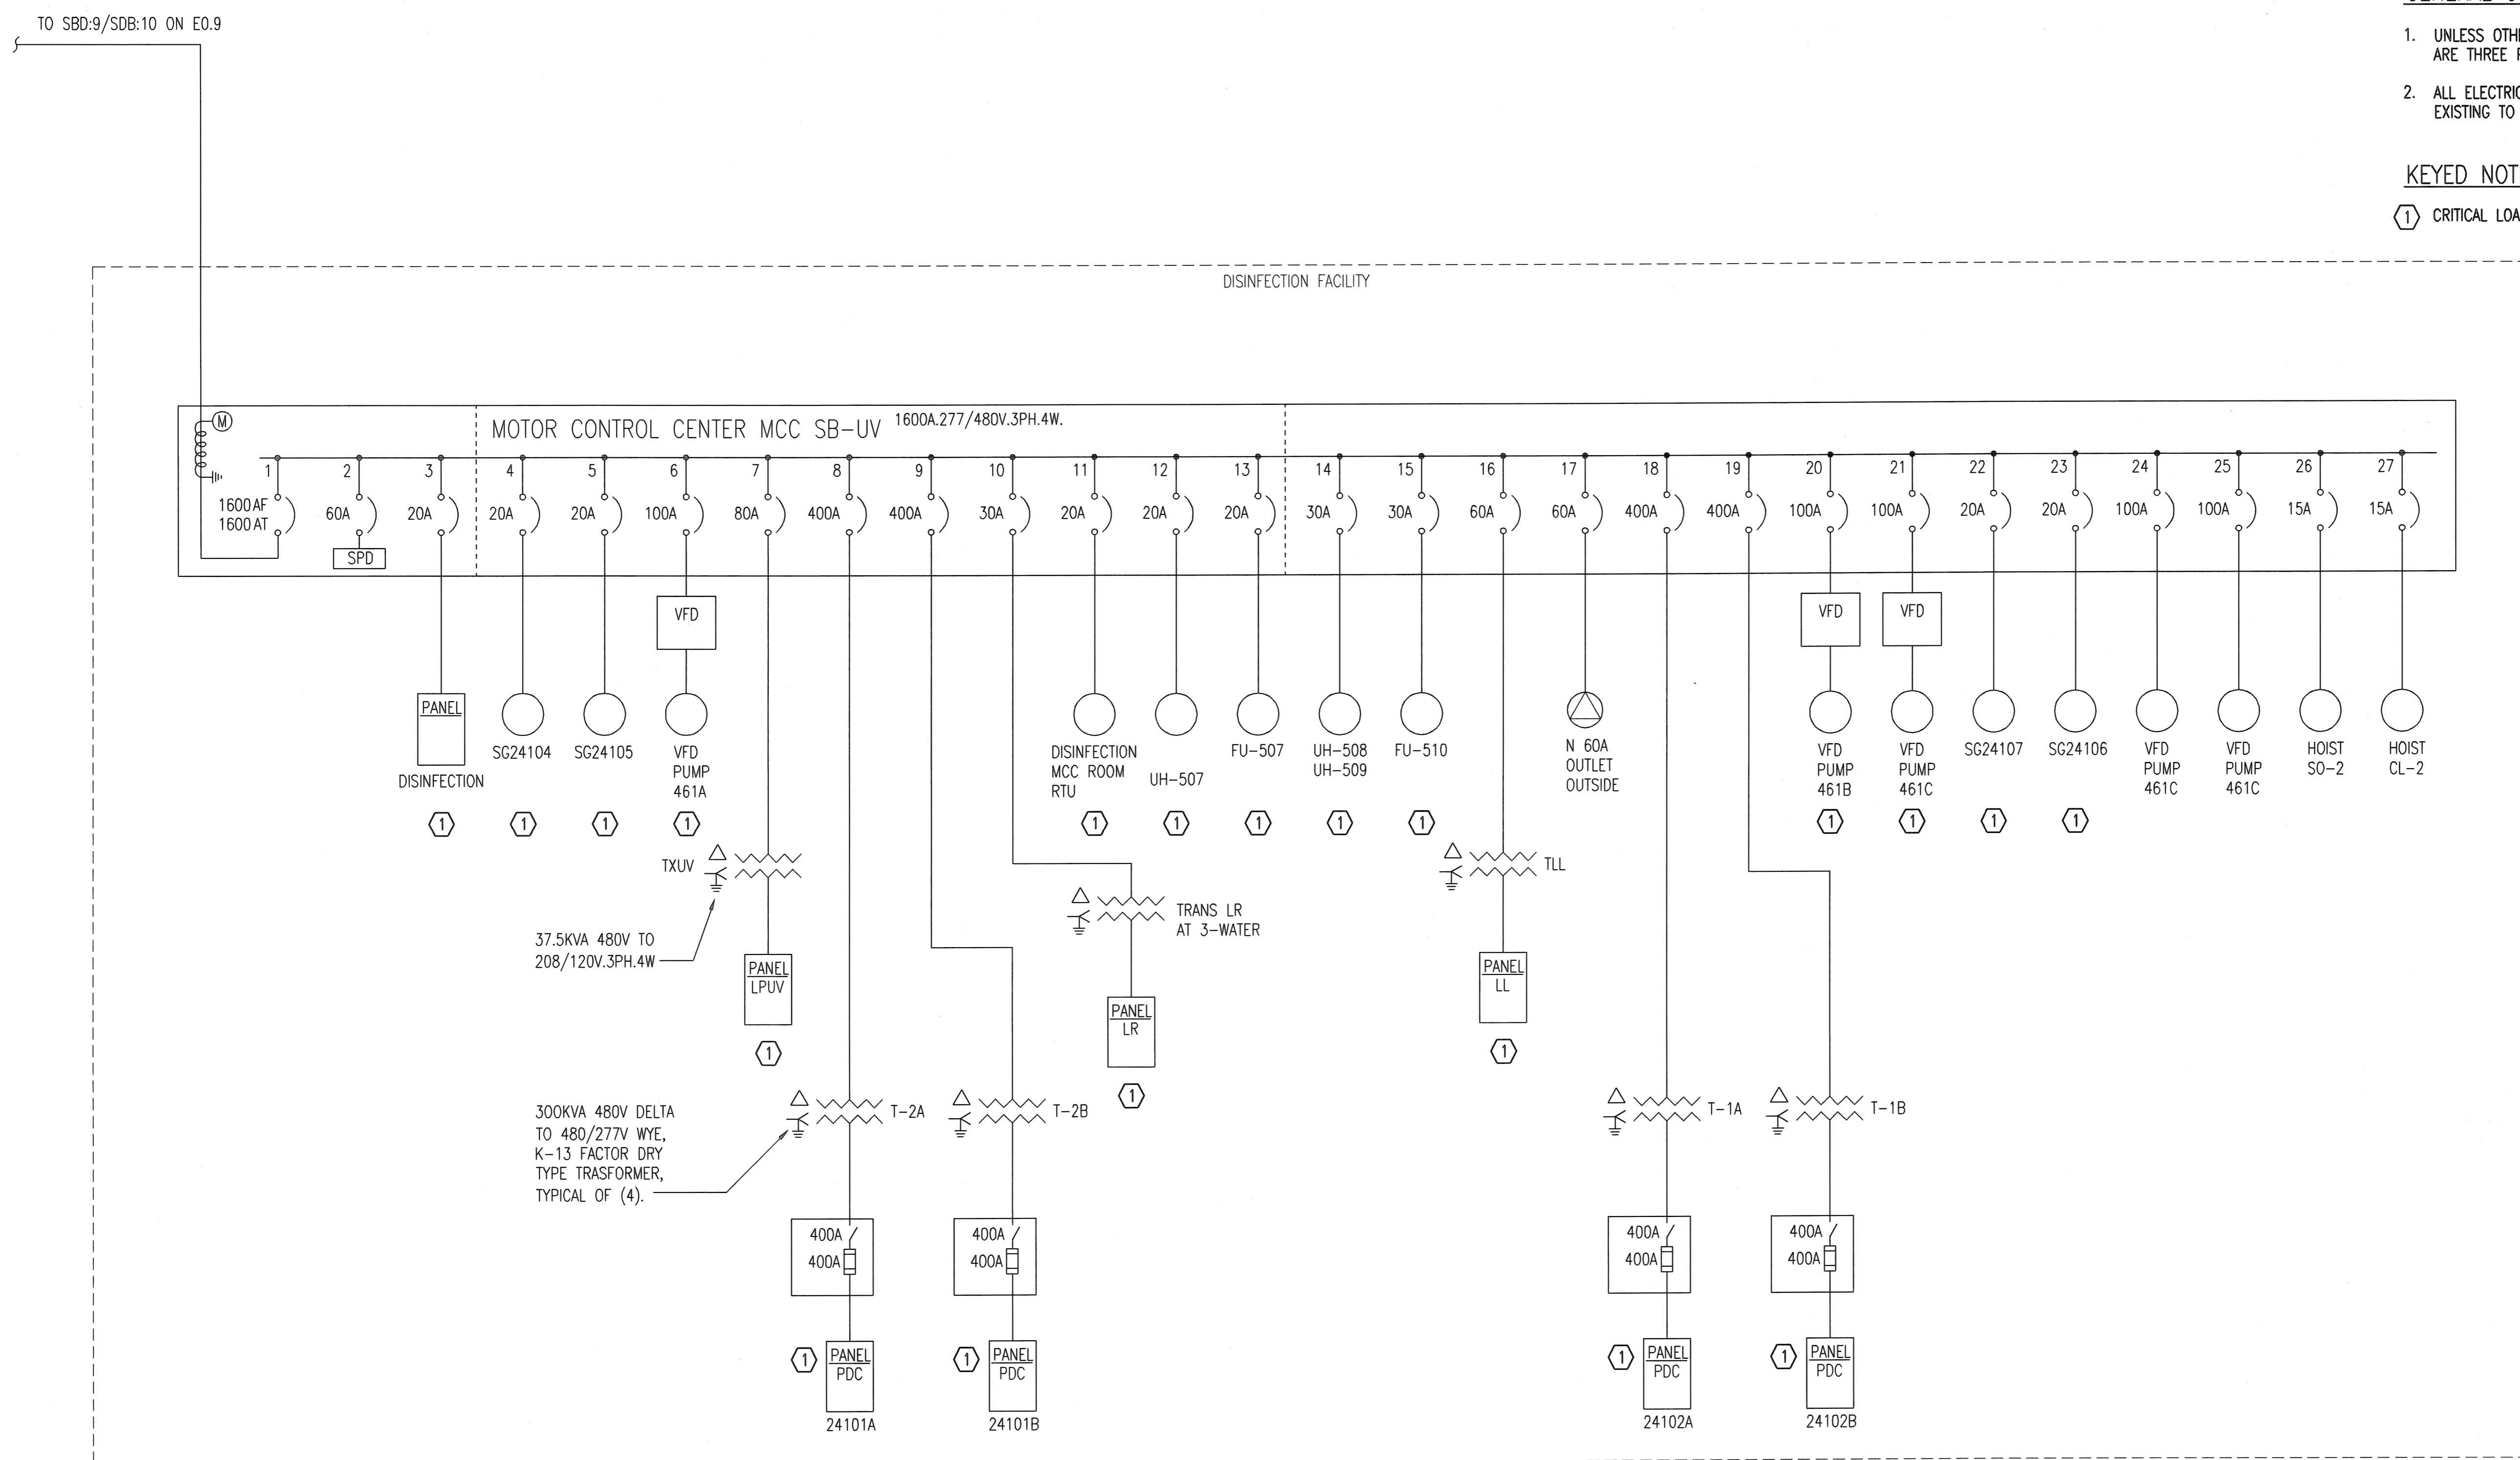 TO SBD:9/SDB:10 ON E0.9
1. UNLESS OTH
ARE THREE
2. ALL ELECTRI
EXISTING TO
KEYED NOT
1 CRITICAL LOA
DISINFECTION FACILITY
M
MOTOR CONTROL CENTER MCC SB-UV 1600A.277/480V.3PH.4W.
1 2 3 4 5 6 7 8 9 10 11 12 13 14 15 16 17 18 19 20 21 22 23 24 25 26 27
1600AF
1600AT
60A 20A 20A 20A 100A 80A 400A 400A 30A 20A 20A 20A 30A 30A 60A 60A 400A 400A 100A 100A 20A 20A 100A 100A 15A 15A
SPD
VFD
VFD
VFD
PANEL
DISINFECTION
1
SG24104
1
SG24105
1
VFD
PUMP
461A
1
DISINFECTION
MCC ROOM
RTU
1
UH-507
1
FU-507
1
UH-508
UH-509
1
FU-510
1
N 60A
OUTLET
OUTSIDE
VFD
PUMP
461B
1
VFD
PUMP
461C
1
SG24107
1
SG24106
1
VFD
PUMP
461C
VFD
PUMP
461C
HOIST
SO-2
HOIST
CL-2
TXUV
37.5KVA 480V TO
208/120V.3PH.4W
PANEL
LPUV
1
TRANS LR
AT 3-WATER
PANEL
LR
1
TLL
PANEL
LL
1
300KVA 480V DELTA
TO 480/277V WYE,
K-13 FACTOR DRY
TYPE TRASFORMER,
TYPICAL OF (4).
T-2A
400A
400A
1
PANEL
PDC
24101A
T-2B
400A
400A
1
PANEL
PDC
24101B
T-1A
400A
400A
1
PANEL
PDC
24102A
T-1B
400A
400A
1
PANEL
PDC
24102B